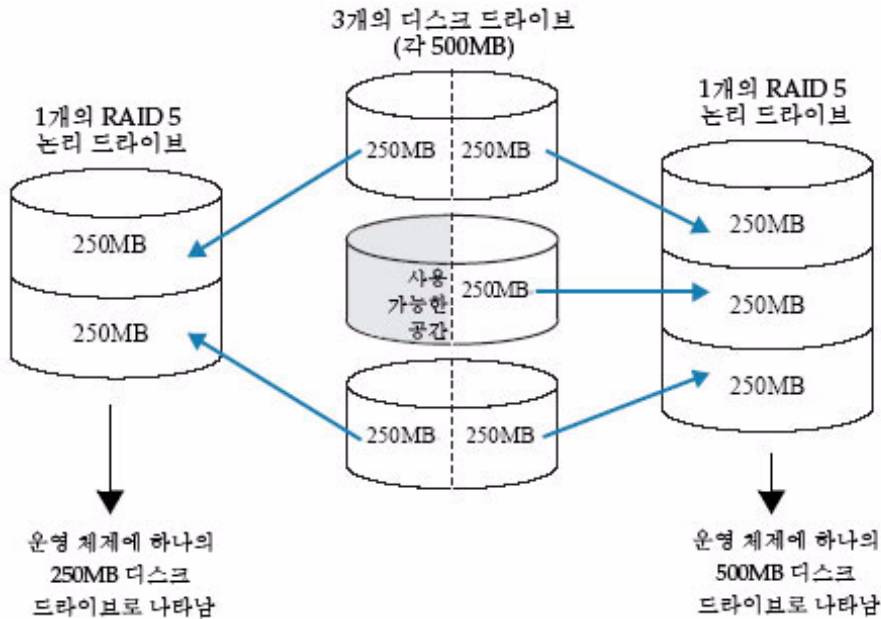 3개의 디스크 드라이브
(각 500MB)
1개의 RAID 5
논리 드라이브
1개의 RAID 5
논리 드라이브
250MB
250MB
250MB
250MB
사용
가능한
공간
250MB
250MB
250MB
250MB
250MB
250MB
250MB
운영 체제에 하나의
250MB 디스크
드라이브로 나타남
운영 체제에 하나의
500MB 디스크
드라이브로 나타남